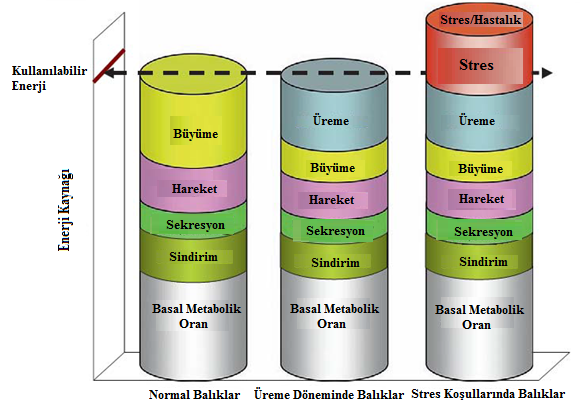 Kullanılabilir
Enerji
Enerji Kaynağı
Büyüme
Hareket
Sekresyon
Sindirim
Basal Metabolik
Oran
Normal Balıklar
Üreme
Büyüme
Hareket
Sekresyon
Sindirim
Basal Metabolik
Oran
Üreme Döneminde Balıklar
Stres/Hastalık
Stres
Üreme
Büyüme
Hareket
Sekresyon
Sindirim
Basal Metabolik
Oran
Stres Koşullarında Balıklar